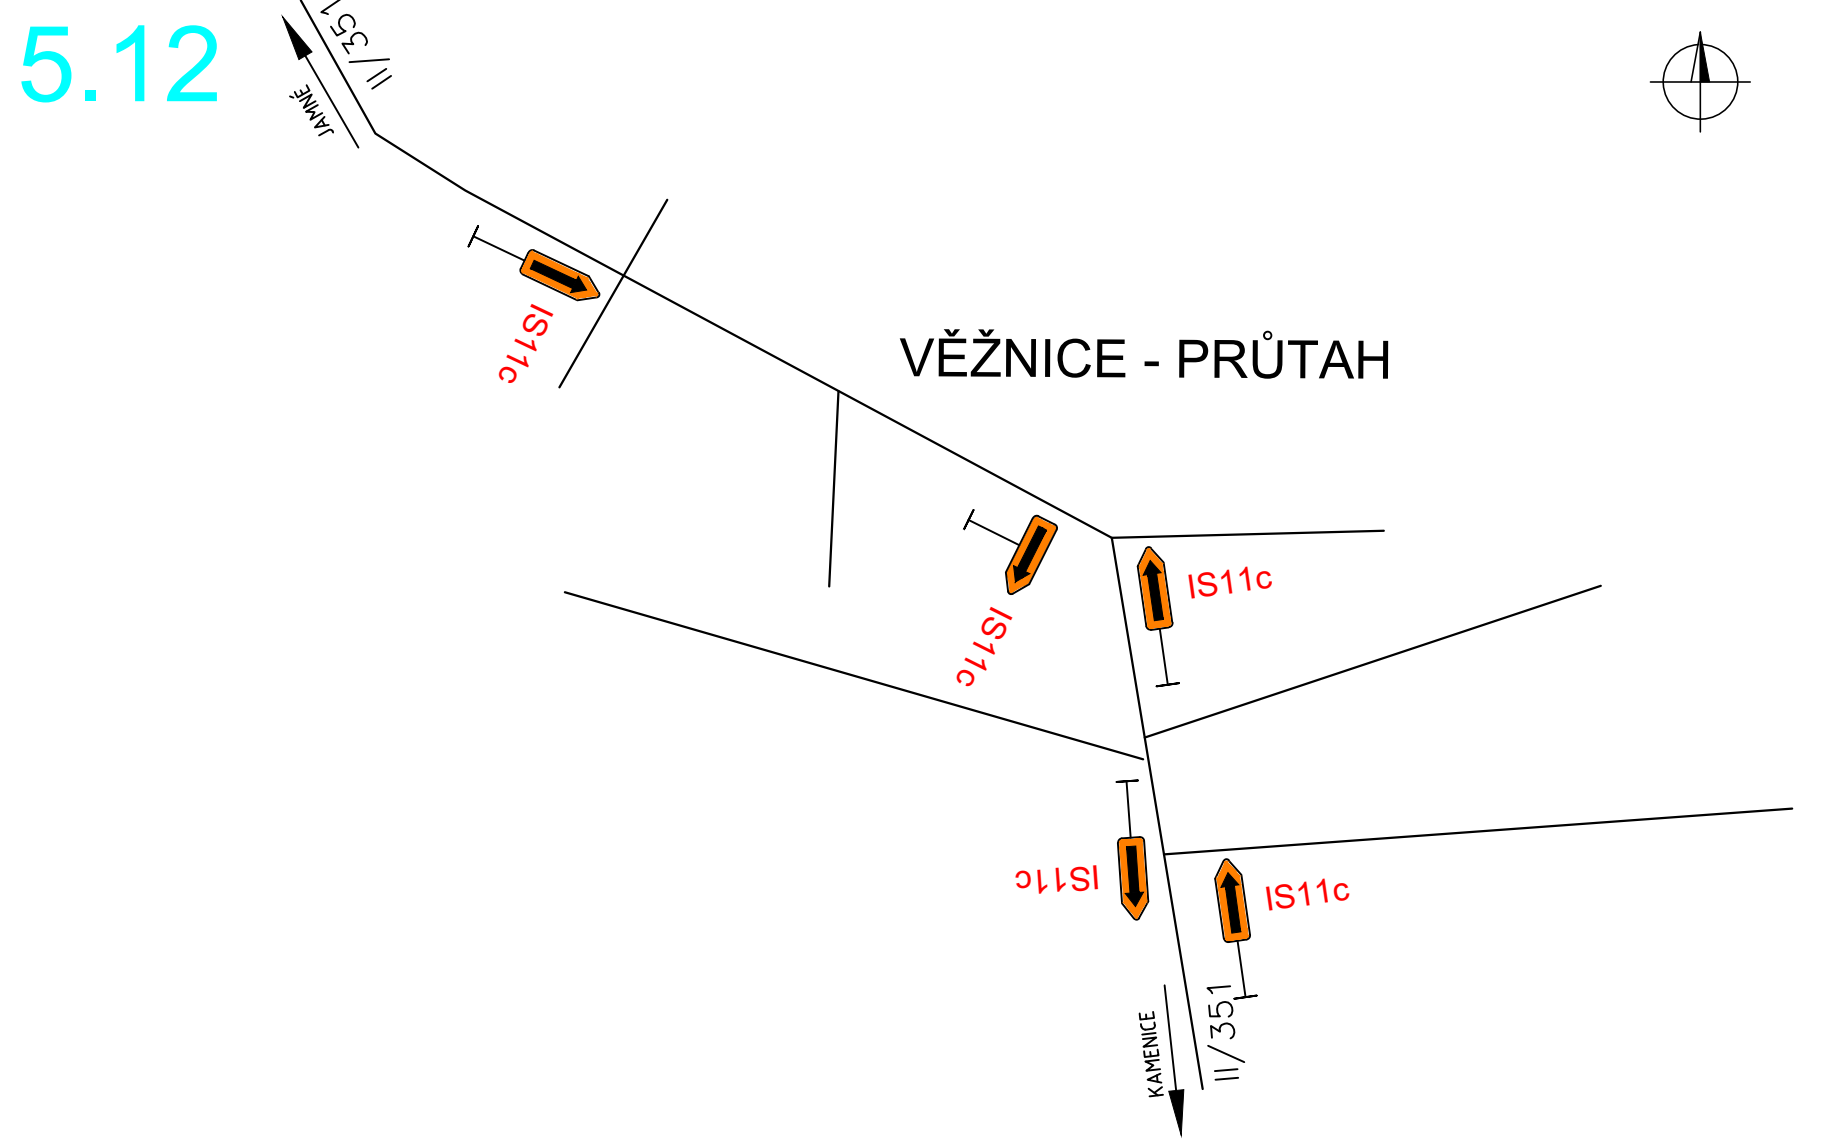 5.12
II/351
JAMNÉ
IS11c
VĚŽNICE - PRŮTAH
IS11c
IS11c
IS11c
IS11c
KAMENICE
II/351